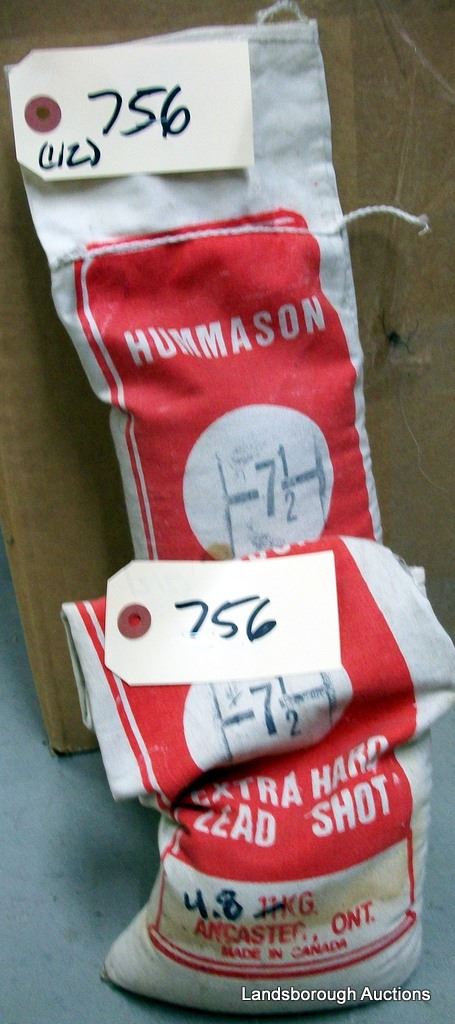 756
(112)
HUMMASON
-7 1/2-
756
-7 1/2-
EXTRA HARD
LEAD SHOT
4.8 11KG.
ANCASTER, ONT.
MADE IN CANADA
Landsborough Auctions